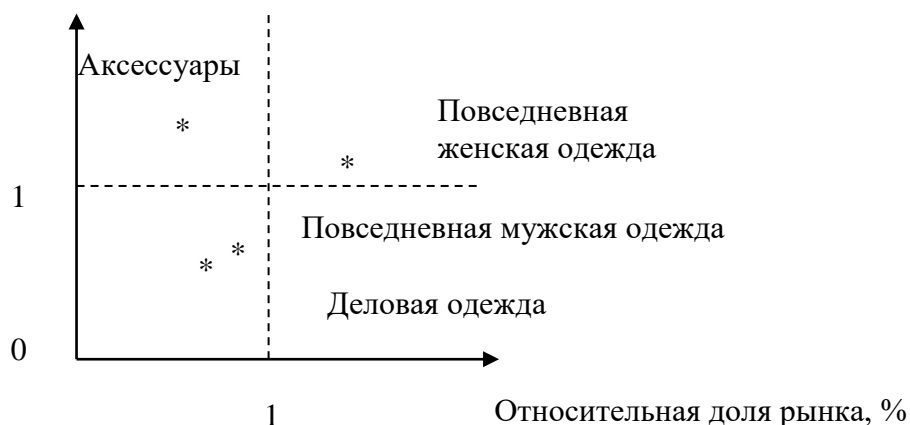 Аксессуары
*
Повседневная
женская одежда
*
1
Повседневная мужская одежда
*
*
Деловая одежда
0
1
Относительная доля рынка, %